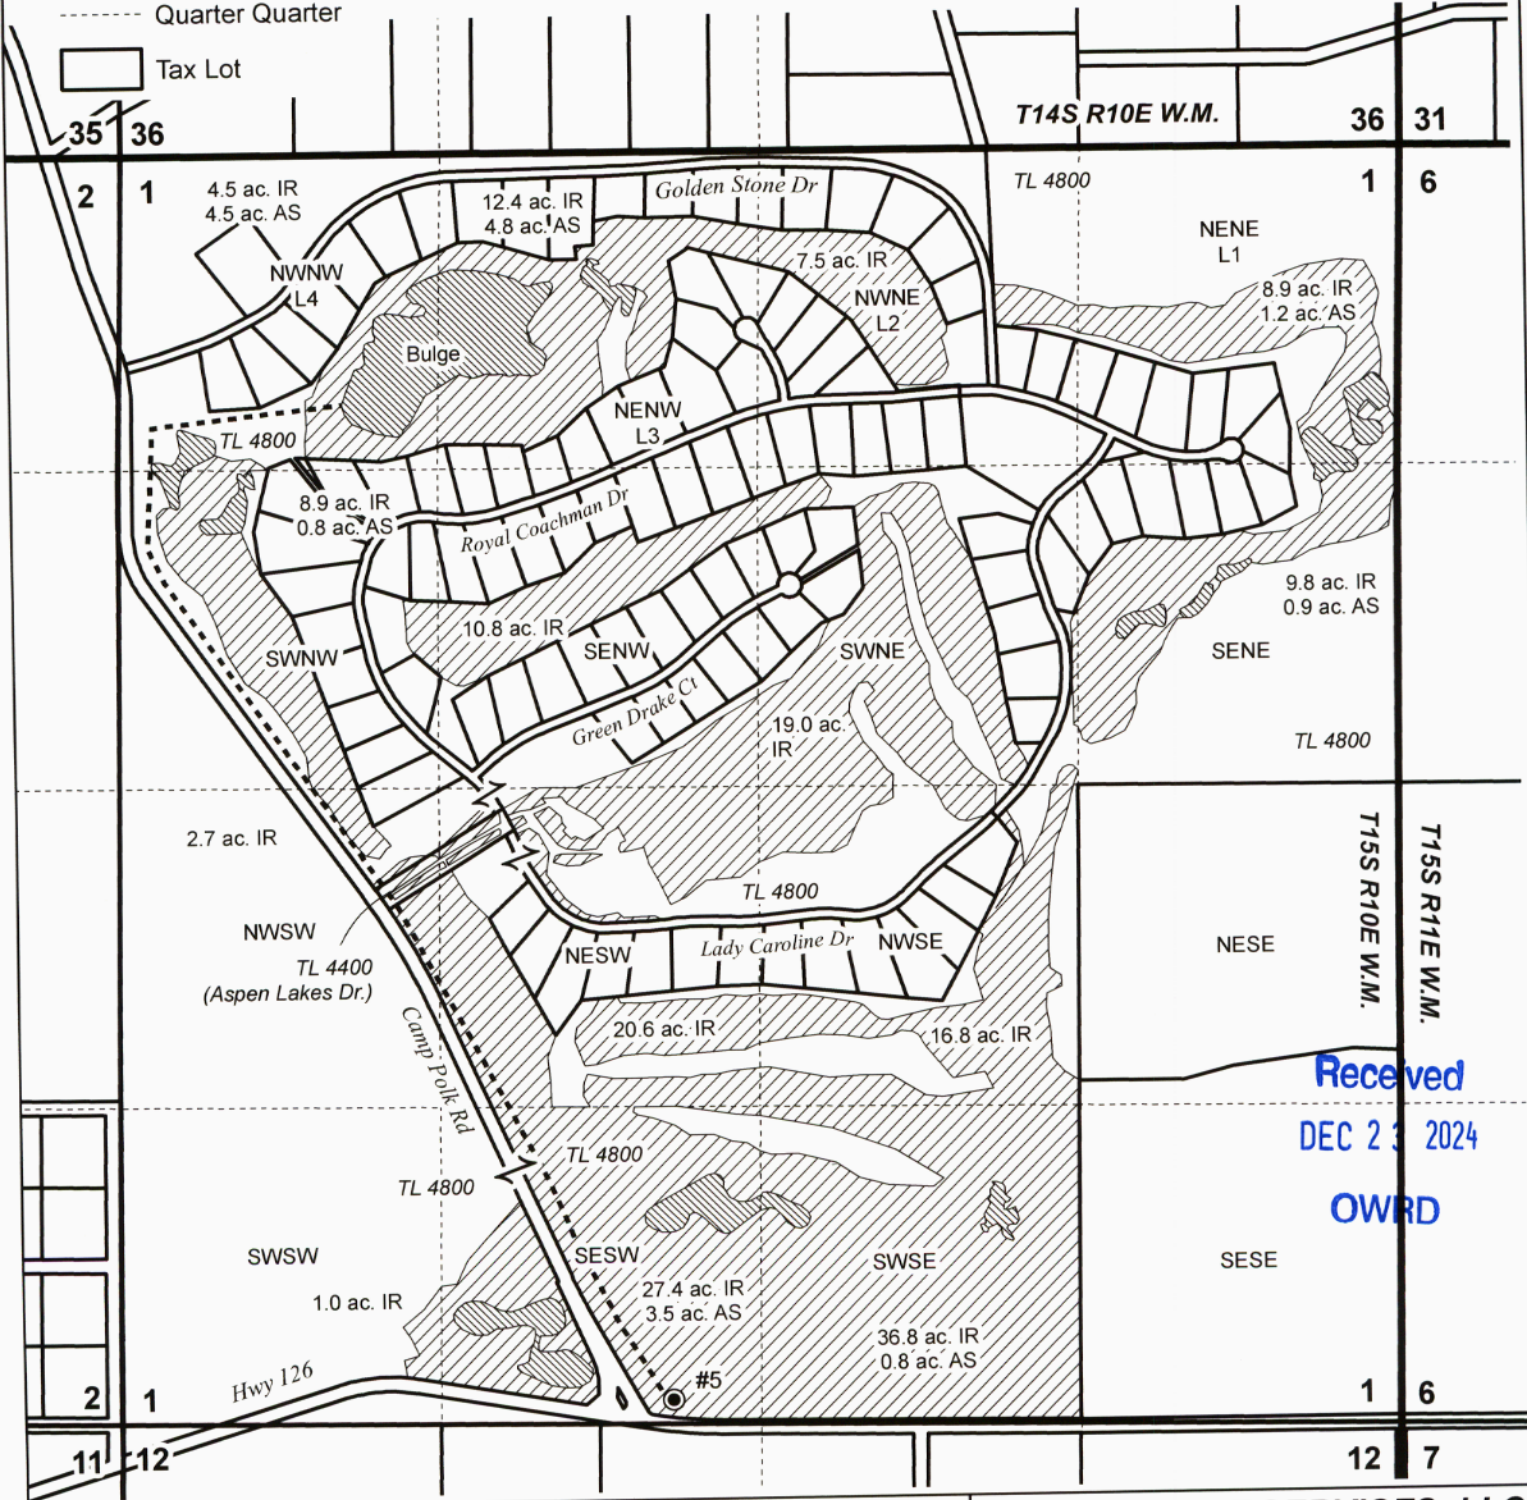 Quarter Quarter
Tax Lot
T14S R10E W.M.
35 36
36 31
2 1
1 6
4.5 ac. IR
4.5 ac. AS
12.4 ac. IR
4.8 ac. AS
Golden Stone Dr
TL 4800
NENE
L1
NWNW
L4
7.5 ac. IR
NWNE
L2
8.9 ac. IR
1.2 ac. AS
Bulge
NENW
L3
TL 4800
8.9 ac. IR
0.8 ac. AS
Royal Coachman Dr
9.8 ac. IR
0.9 ac. AS
10.8 ac. IR
SWNW
SENW
SWNE
SENE
Green Drake Ct
19.0 ac.
IR
TL 4800
2.7 ac. IR
T15S R10E W.M.
T15S R11E W.M.
TL 4800
NWSW
NESW
Lady Caroline Dr
NWSE
NESE
TL 4400
(Aspen Lakes Dr.)
Camp Polk Rd
20.6 ac. IR
16.8 ac. IR
Received
DEC 23 2024
OWRD
TL 4800
TL 4800
SWSW
SESW
SWSE
SESE
1.0 ac. IR
27.4 ac. IR
3.5 ac. AS
36.8 ac. IR
0.8 ac. AS
Hwy 126
#5
2 1
1 6
11 12
12 7